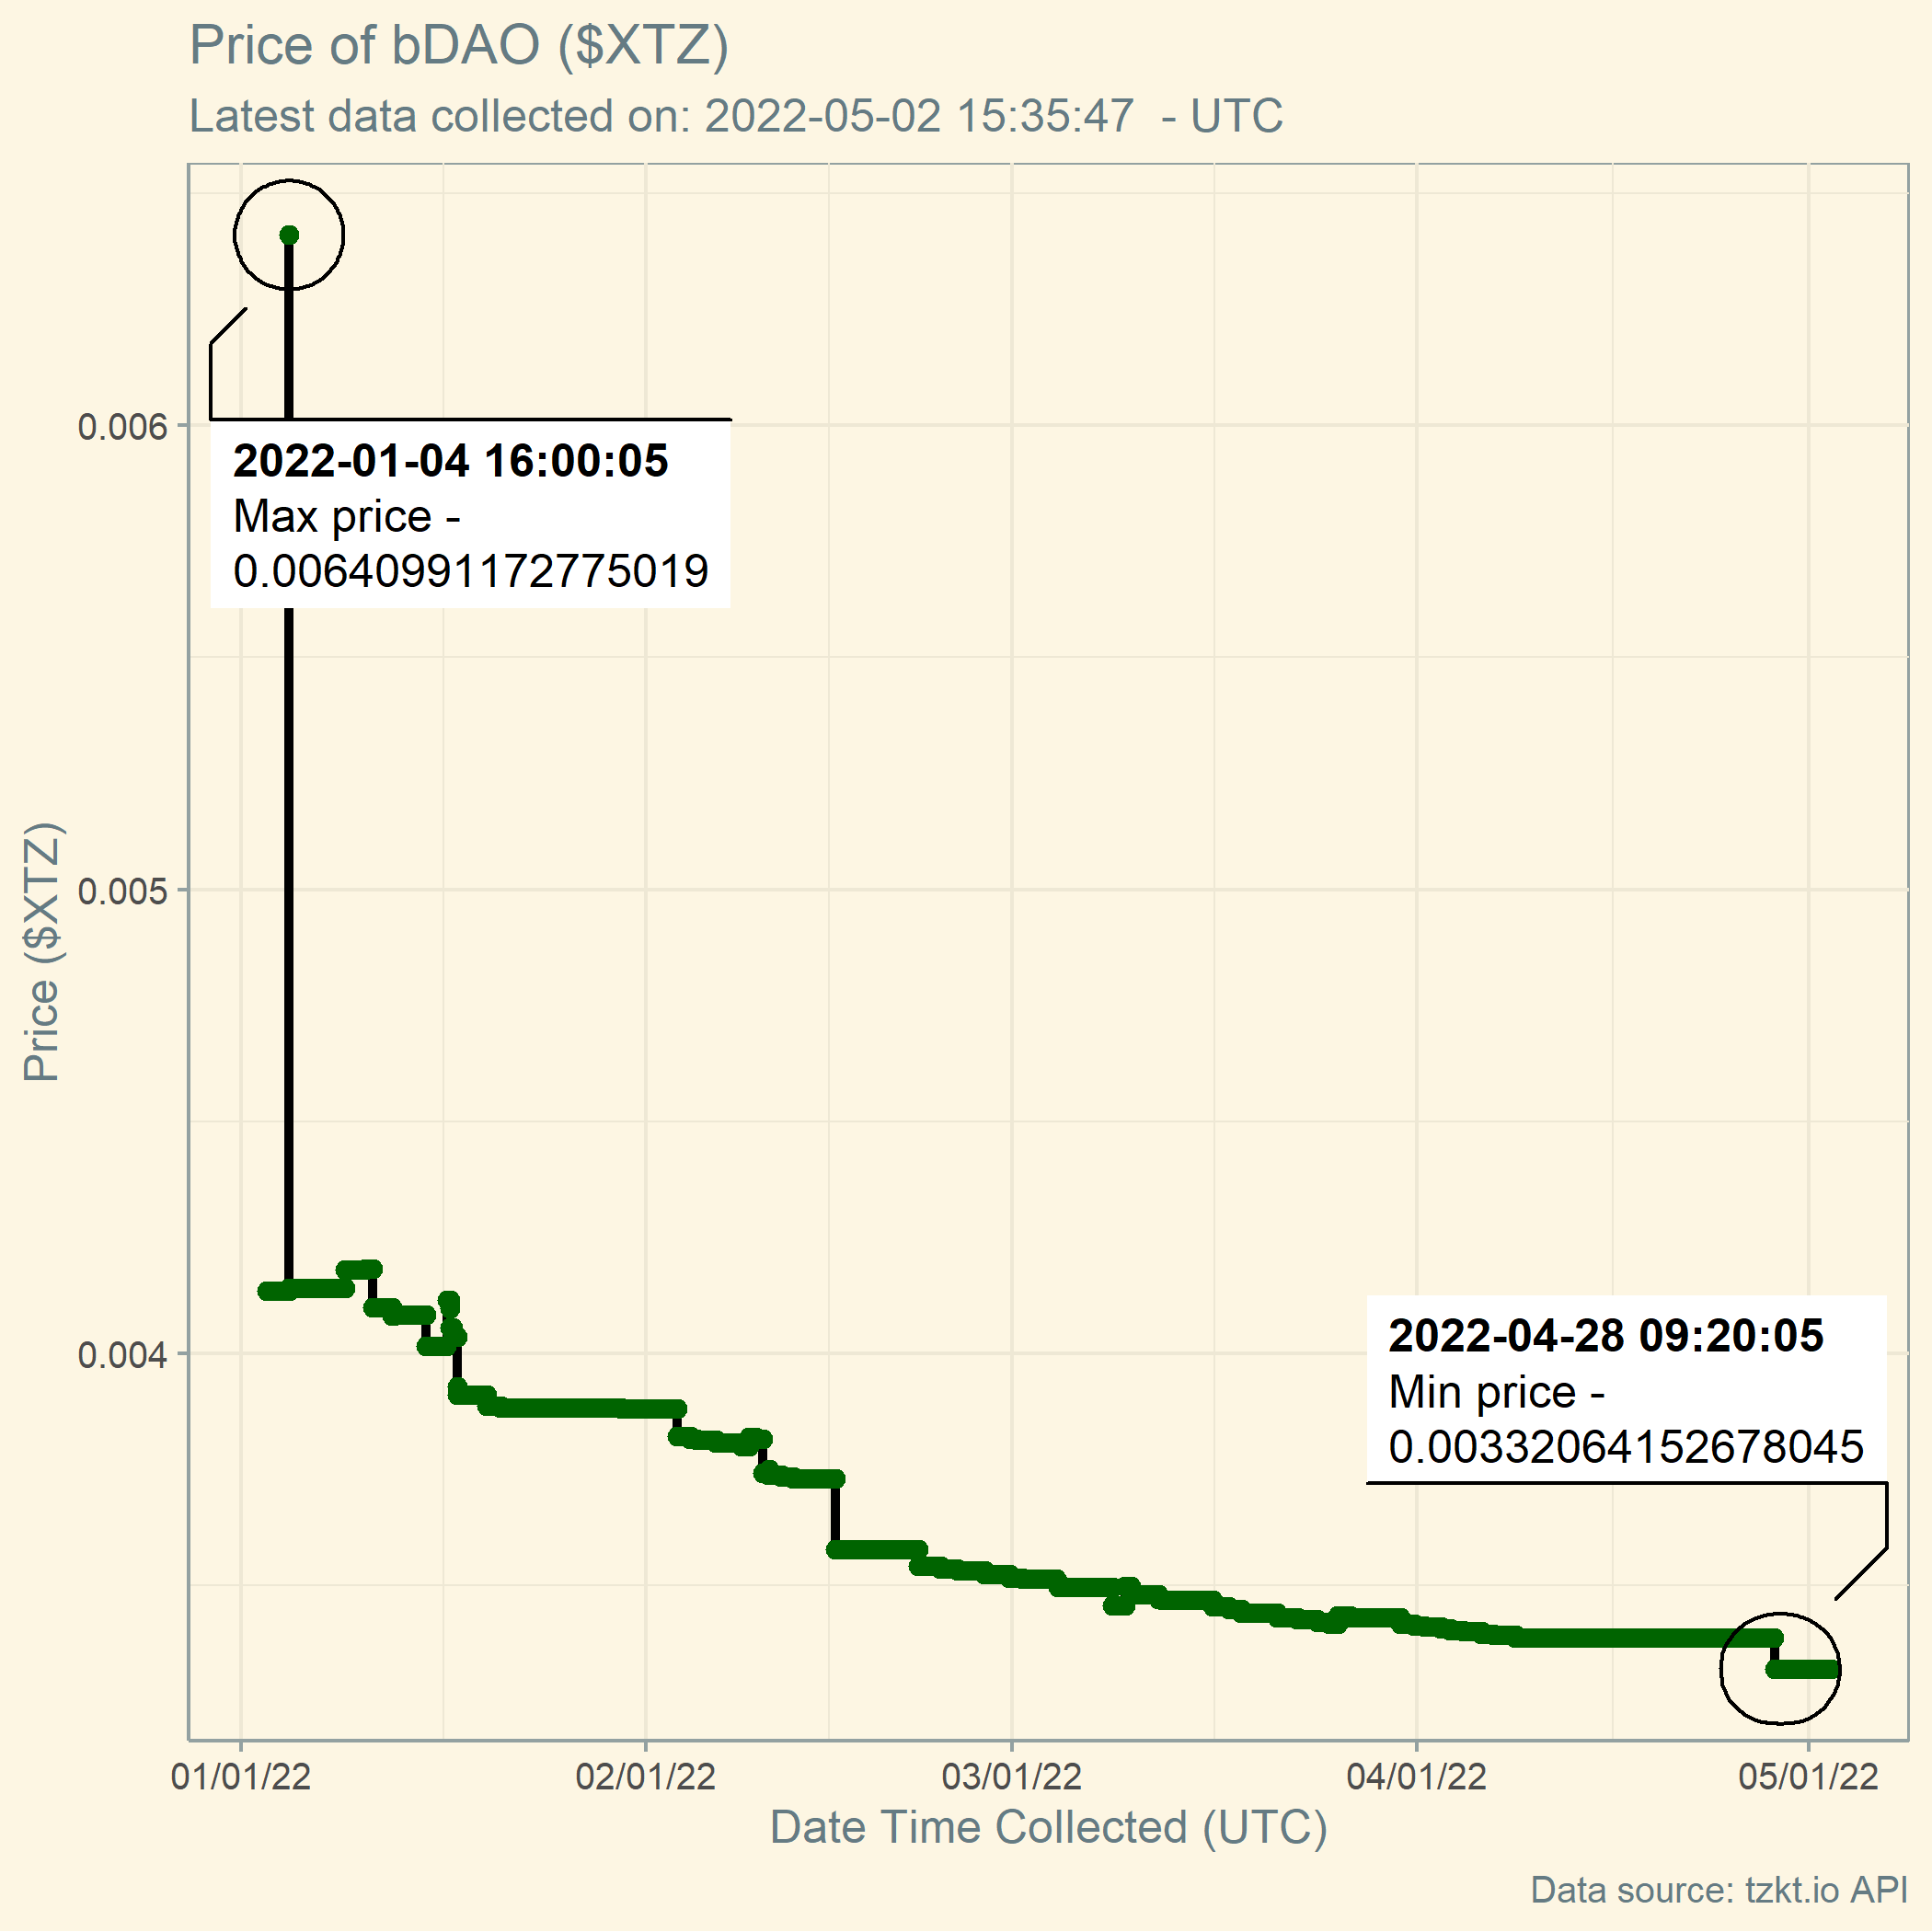 Price of bDAO ($XTZ)
Latest data collected on: 2022-05-02 15:35:47  - UTC
2022-01-04 16:00:05
Max price -
0.00640991172775019
2022-04-28 09:20:05
Min price -
0.00332064152678045
Price ($XTZ)
0.006
0.005
0.004
01/01/22
02/01/22
03/01/22
04/01/22
05/01/22
Date Time Collected (UTC)
Data source: tzkt.io API